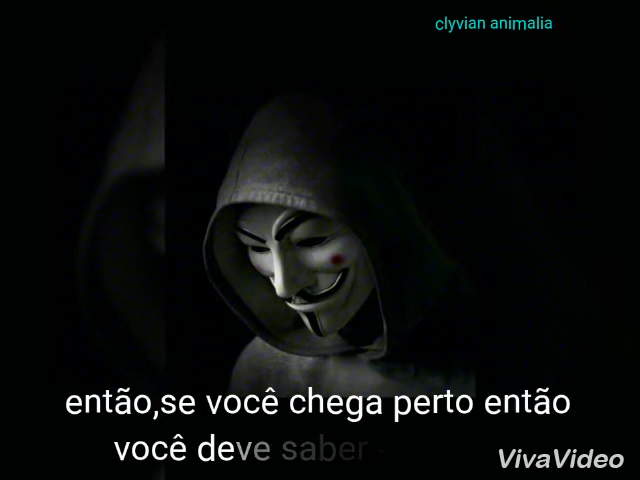 clyvian animalia
então,se você chega perto então
você deve saber -
VivaVideo